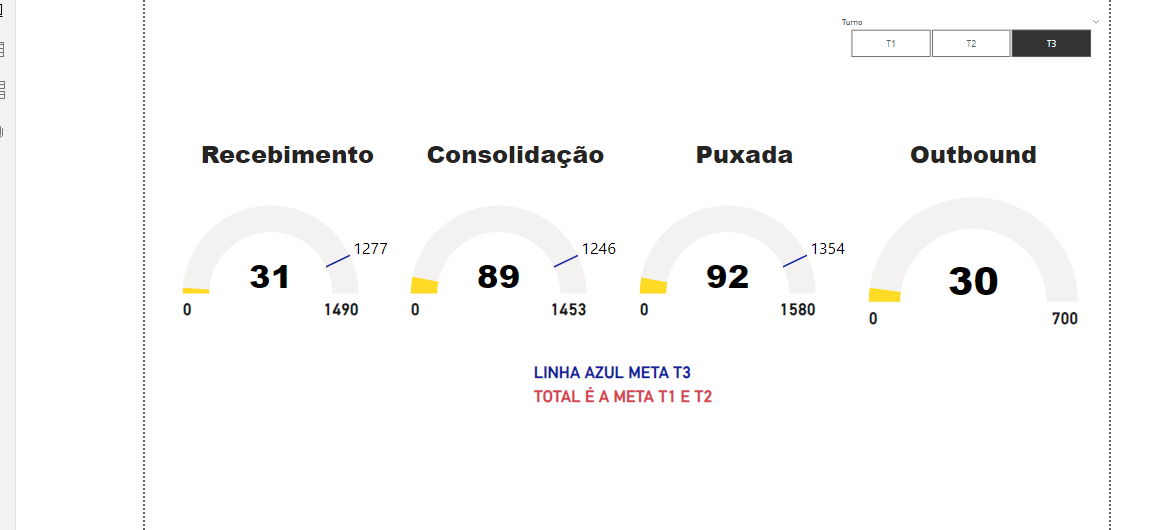 Turno
T1 T2 T3
Recebimento Consolidação Puxada Outbound
1277 1246 1354
31 89 92 30
0 1490 0 1453 0 1580 0 700
LINHA AZUL META T3
TOTAL É A META T1 E T2